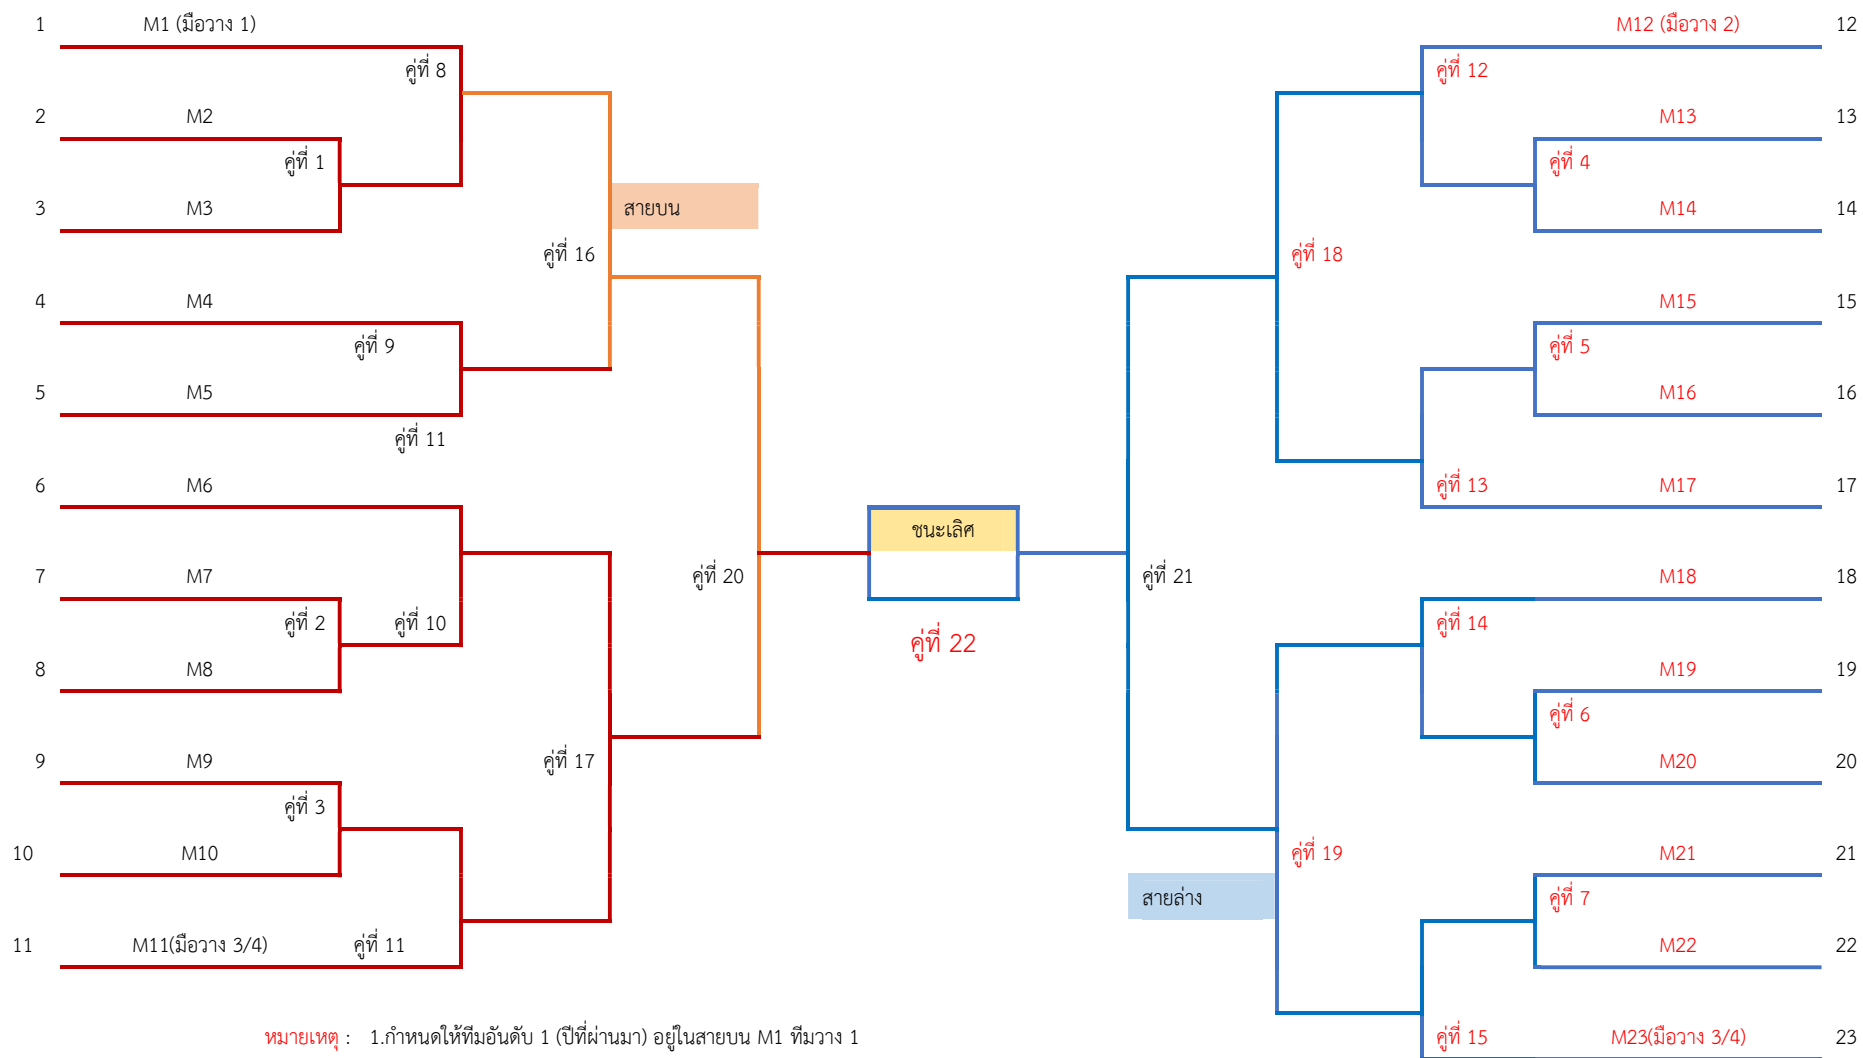 1 M1 (มือวาง 1)
คู่ที่ 8
2 M2
คู่ที่ 1
3 M3
สายบน
คู่ที่ 16
4 M4
คู่ที่ 9
5 M5
คู่ที่ 11
6 M6
7 M7
คู่ที่ 2 คู่ที่ 10
8 M8
คู่ที่ 20
9 M9
คู่ที่ 17
คู่ที่ 3
10 M10
11 M11(มือวาง 3/4) คู่ที่ 11
ชนะเลิศ
คู่ที่ 22
M12 (มือวาง 2) 12
คู่ที่ 12
M13 13
คู่ที่ 4
M14 14
คู่ที่ 18
M15 15
คู่ที่ 5
M16 16
คู่ที่ 13 M17 17
คู่ที่ 21
M18 18
คู่ที่ 14
M19 19
คู่ที่ 6
M20 20
คู่ที่ 19
M21 21
สายล่าง
คู่ที่ 7
M22 22
คู่ที่ 15 M23(มือวาง 3/4) 23
หมายเหตุ : 1.กำหนดให้ทีมอันดับ 1 (ปีที่ผ่านมา) อยู่ในสายบน M1 ทีมวาง 1